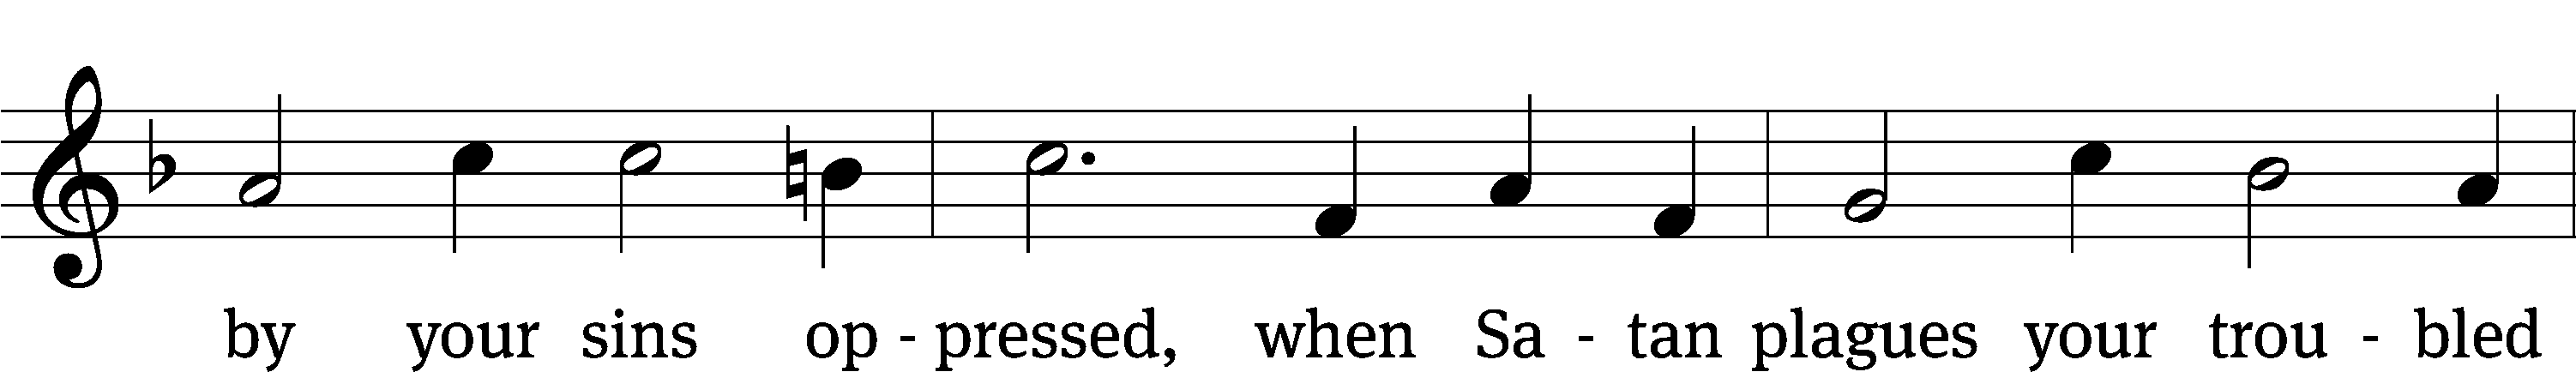 by your sins op - pressed, when Sa - tan plagues your trou - bled